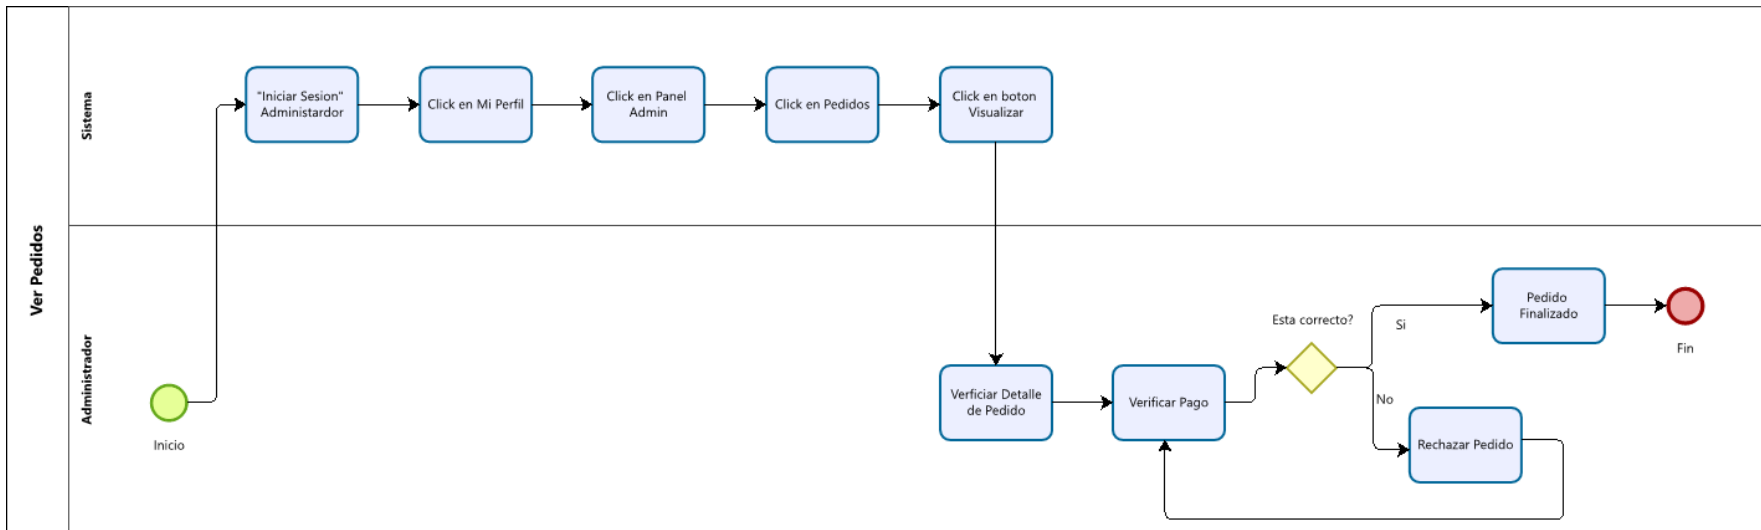 Ver Pedidos
Sistema
"Iniciar Sesion"
Administardor
Click en Mi Perfil
Click en Panel
Admin
Click en Pedidos
Click en boton
Visualizar
Administrador
Inicio
Verficiar Detalle
de Pedido
Verificar Pago
Esta correcto?
Si
No
Pedido
Finalizado
Rechazar Pedido
Fin